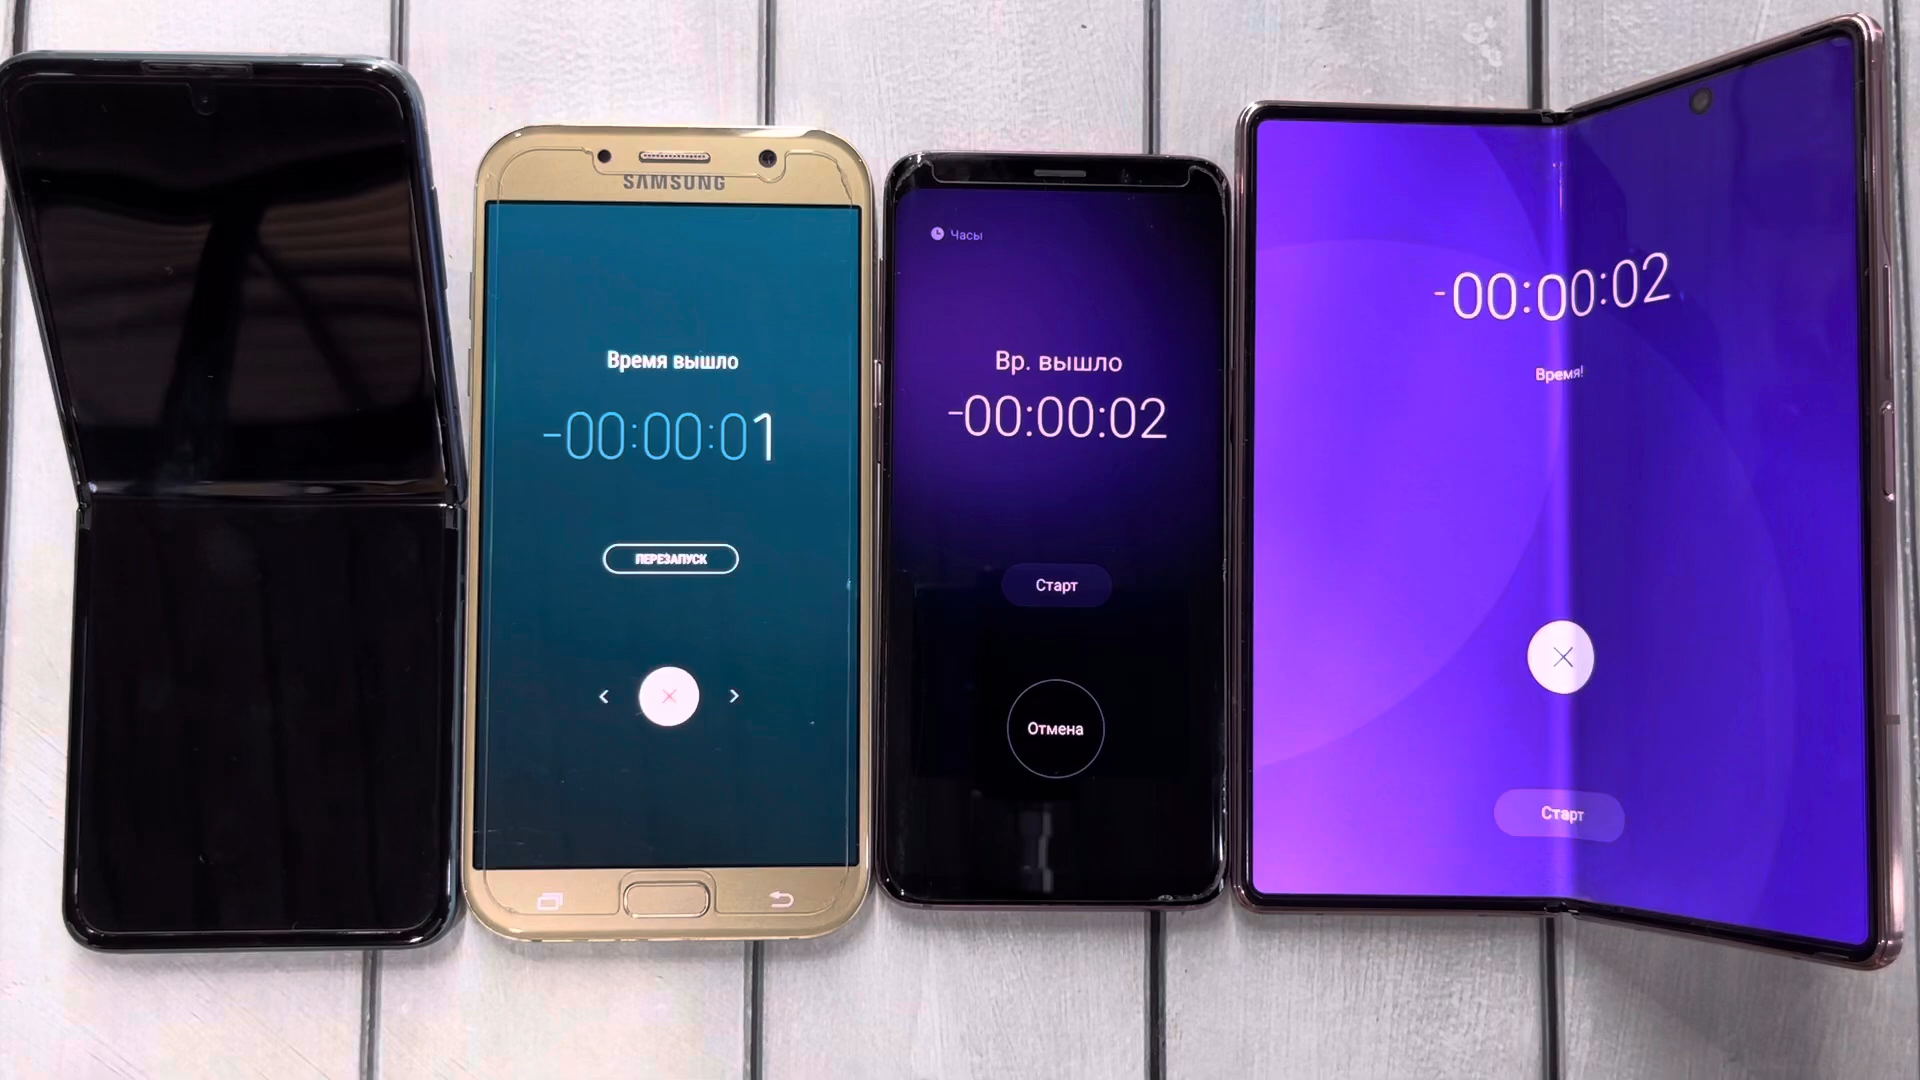 SAMSUNG
Время вышло
-00:00:01
ПЕРЕЗАПУСК
Часы
Вр. вышло
-00:00:02
Старт
Отмена
-00:00:02
Время!
Старт